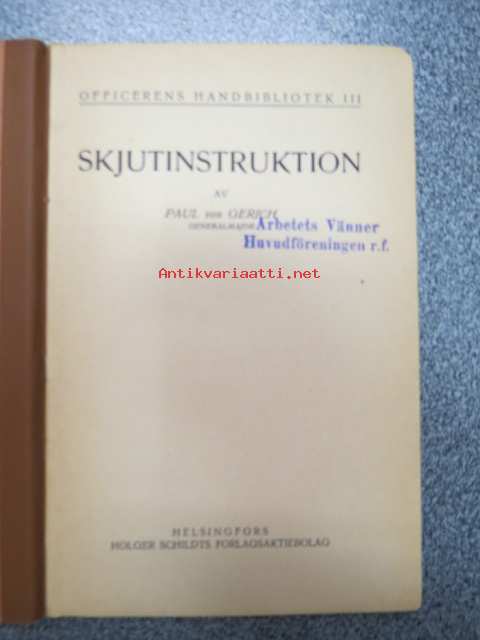 OFFICERENS HANDBIBLIOTEK III
SKJUTINSTRUKTION
AV
PAUL VON GERICH
GENERALMAJOR
Arbetets Vänner
Huvudföreningen r.f.
Antikvariaatti.net
HELSINGFORS
HOLGER SCHILDTS FÖRLAGSAKTIEBOLAG